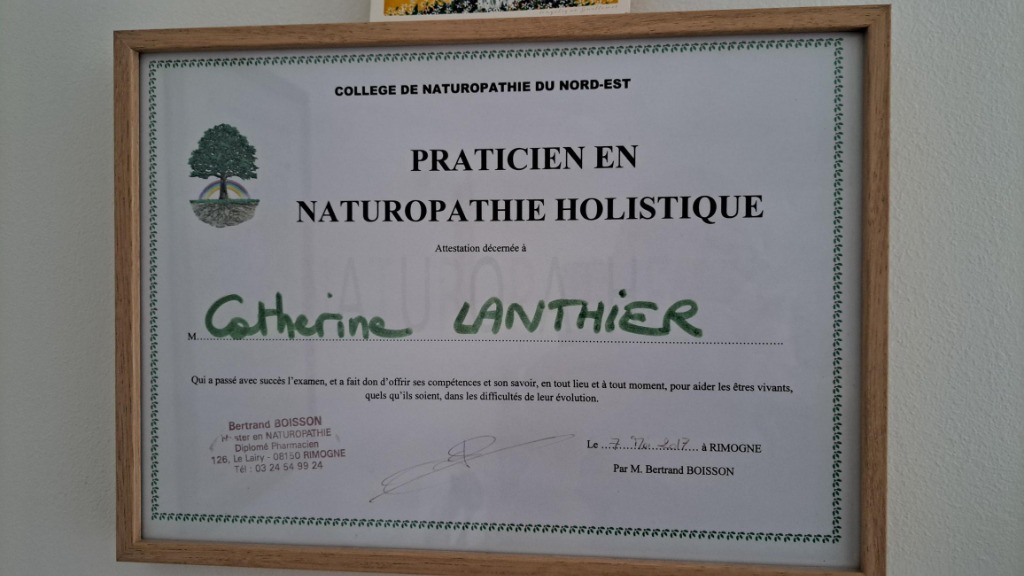 COLLEGE DE NATUROPATHIE DU NORD-EST
PRATICIEN EN
NATUROPATHIE HOLISTIQUE
Attestation décernée à
M Catherine LANTHIER
Qui a passé avec succès l'examen, et a fait don d'offrir ses compétences et son savoir, en tout lieu et à tout moment, pour aider les êtres vivants,
quels qu'ils soient, dans les difficultés de leur évolution.
Bertrand BOISSON
Master en NATUROPATHIE
Diplomé Pharmacien
126, Le Lairy - 08150 RIMOGNE
Tél : 03 24 54 99 24
Le 7 2017 à RIMOGNE
Par M. Bertrand BOISSON